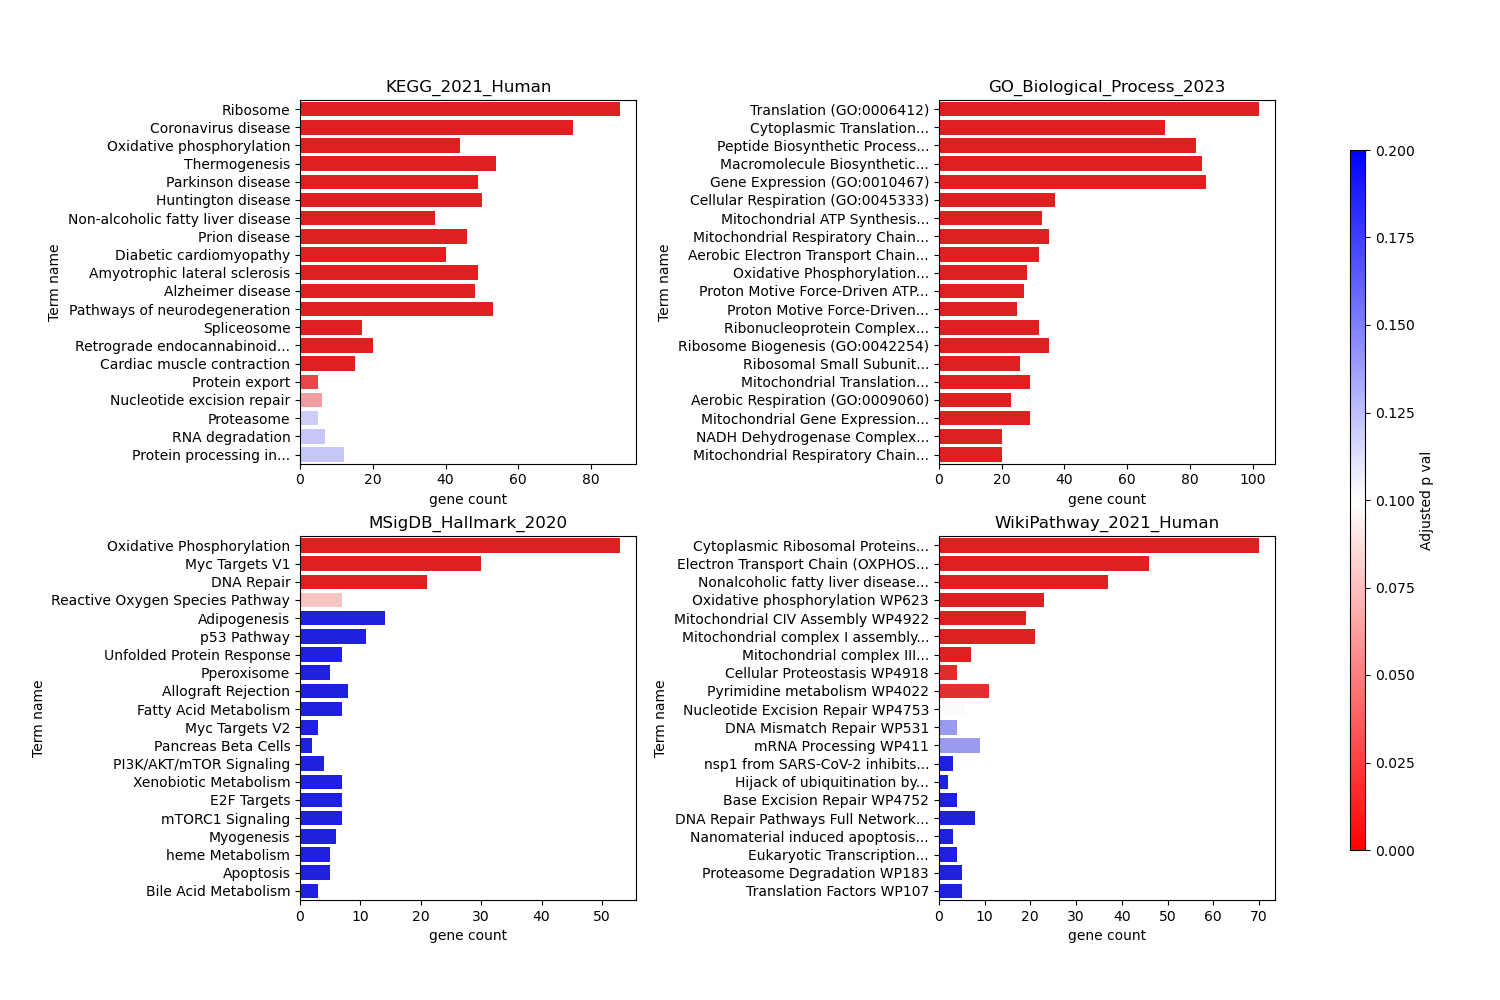 KEGG_2021_Human
Ribosome
Coronavirus disease
Oxidative phosphorylation
Thermogenesis
Parkinson disease
Huntington disease
Non-alcoholic fatty liver disease
Prion disease
Diabetic cardiomyopathy
Amyotrophic lateral sclerosis
Alzheimer disease
Pathways of neurodegeneration
Spliceosome
Retrograde endocannabinoid...
Cardiac muscle contraction
Protein export
Nucleotide excision repair
Proteasome
RNA degradation
Protein processing in...
Term name
0 20 40 60 80
gene count
GO_Biological_Process_2023
Translation (GO:0006412)
Cytoplasmic Translation...
Peptide Biosynthetic Process...
Macromolecule Biosynthetic...
Gene Expression (GO:0010467)
Cellular Respiration (GO:0045333)
Mitochondrial ATP Synthesis...
Mitochondrial Respiratory Chain...
Aerobic Electron Transport Chain...
Oxidative Phosphorylation...
Proton Motive Force-Driven ATP...
Proton Motive Force-Driven...
Ribonucleoprotein Complex...
Ribosome Biogenesis (GO:0042254)
Ribosomal Small Subunit...
Mitochondrial Translation...
Aerobic Respiration (GO:0009060)
Mitochondrial Gene Expression...
NADH Dehydrogenase Complex...
Mitochondrial Respiratory Chain...
Term name
0 20 40 60 80 100
gene count
MSigDB_Hallmark_2020
Oxidative Phosphorylation
Myc Targets V1
DNA Repair
Reactive Oxygen Species Pathway
Adipogenesis
p53 Pathway
Unfolded Protein Response
Pperoxisome
Allograft Rejection
Fatty Acid Metabolism
Myc Targets V2
Pancreas Beta Cells
PI3K/AKT/mTOR Signaling
Xenobiotic Metabolism
E2F Targets
mTORC1 Signaling
Myogenesis
heme Metabolism
Apoptosis
Bile Acid Metabolism
Term name
0 10 20 30 40 50
gene count
WikiPathway_2021_Human
Cytoplasmic Ribosomal Proteins...
Electron Transport Chain (OXPHOS...
Nonalcoholic fatty liver disease...
Oxidative phosphorylation WP623
Mitochondrial CIV Assembly WP4922
Mitochondrial complex I assembly...
Mitochondrial complex III...
Cellular Proteostasis WP4918
Pyrimidine metabolism WP4022
Nucleotide Excision Repair WP4753
DNA Mismatch Repair WP531
mRNA Processing WP411
nsp1 from SARS-CoV-2 inhibits...
Hijack of ubiquitination by...
Base Excision Repair WP4752
DNA Repair Pathways Full Network...
Nanomaterial induced apoptosis...
Eukaryotic Transcription...
Proteasome Degradation WP183
Translation Factors WP107
Term name
0 10 20 30 40 50 60 70
gene count
0.200
0.175
0.150
0.125
0.100
0.075
0.050
0.025
0.000
Adjusted p val